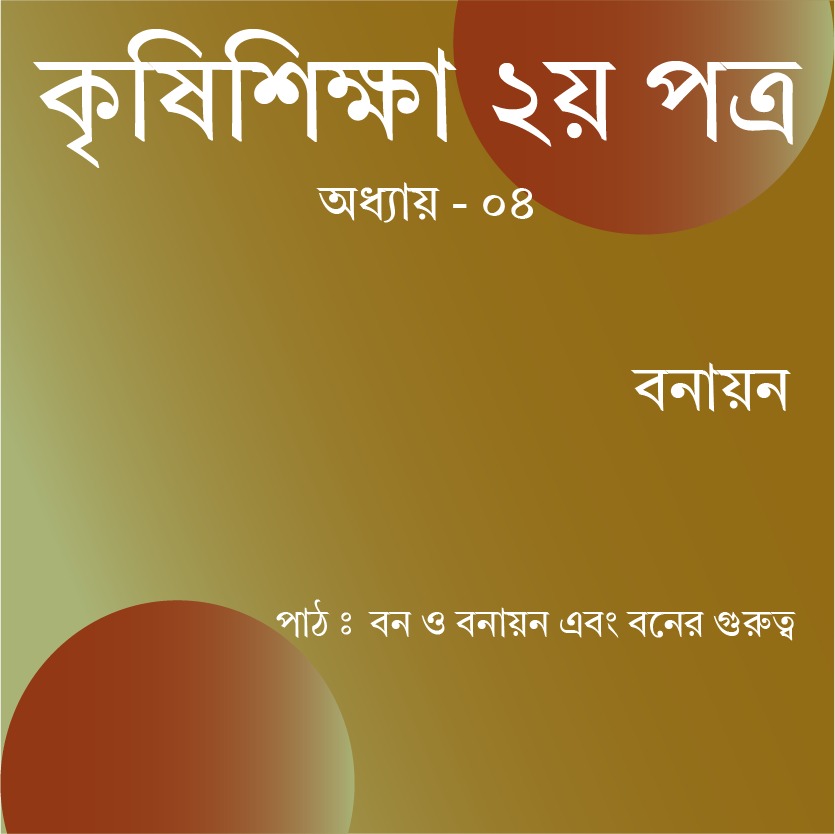 কৃষিশিক্ষা ২য় পত্র
অধ্যায় - ০৪
বনায়ন
পাঠ ঃ বন ও বনায়ন এবং বনের গুরুত্ব